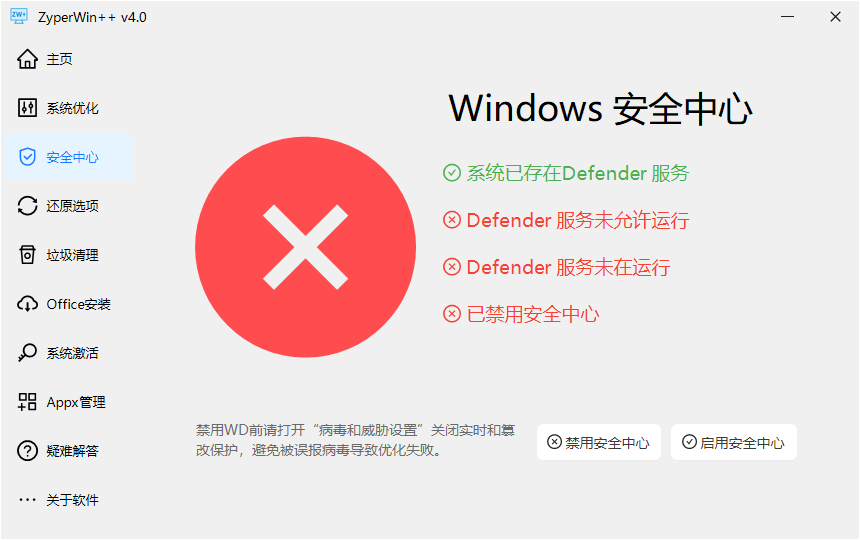 ZW+
ZyperWin++ v4.0
主页
系统优化
安全中心
还原选项
垃圾清理
Office安装
系统激活
Appx管理
疑难解答
关于软件
Windows 安全中心
系统已存在Defender 服务
Defender 服务未允许运行
Defender 服务未在运行
已禁用安全中心
禁用WD前请打开“病毒和威胁设置”关闭实时和篡
改保护，避免被误报病毒导致优化失败。
禁用安全中心
启用安全中心